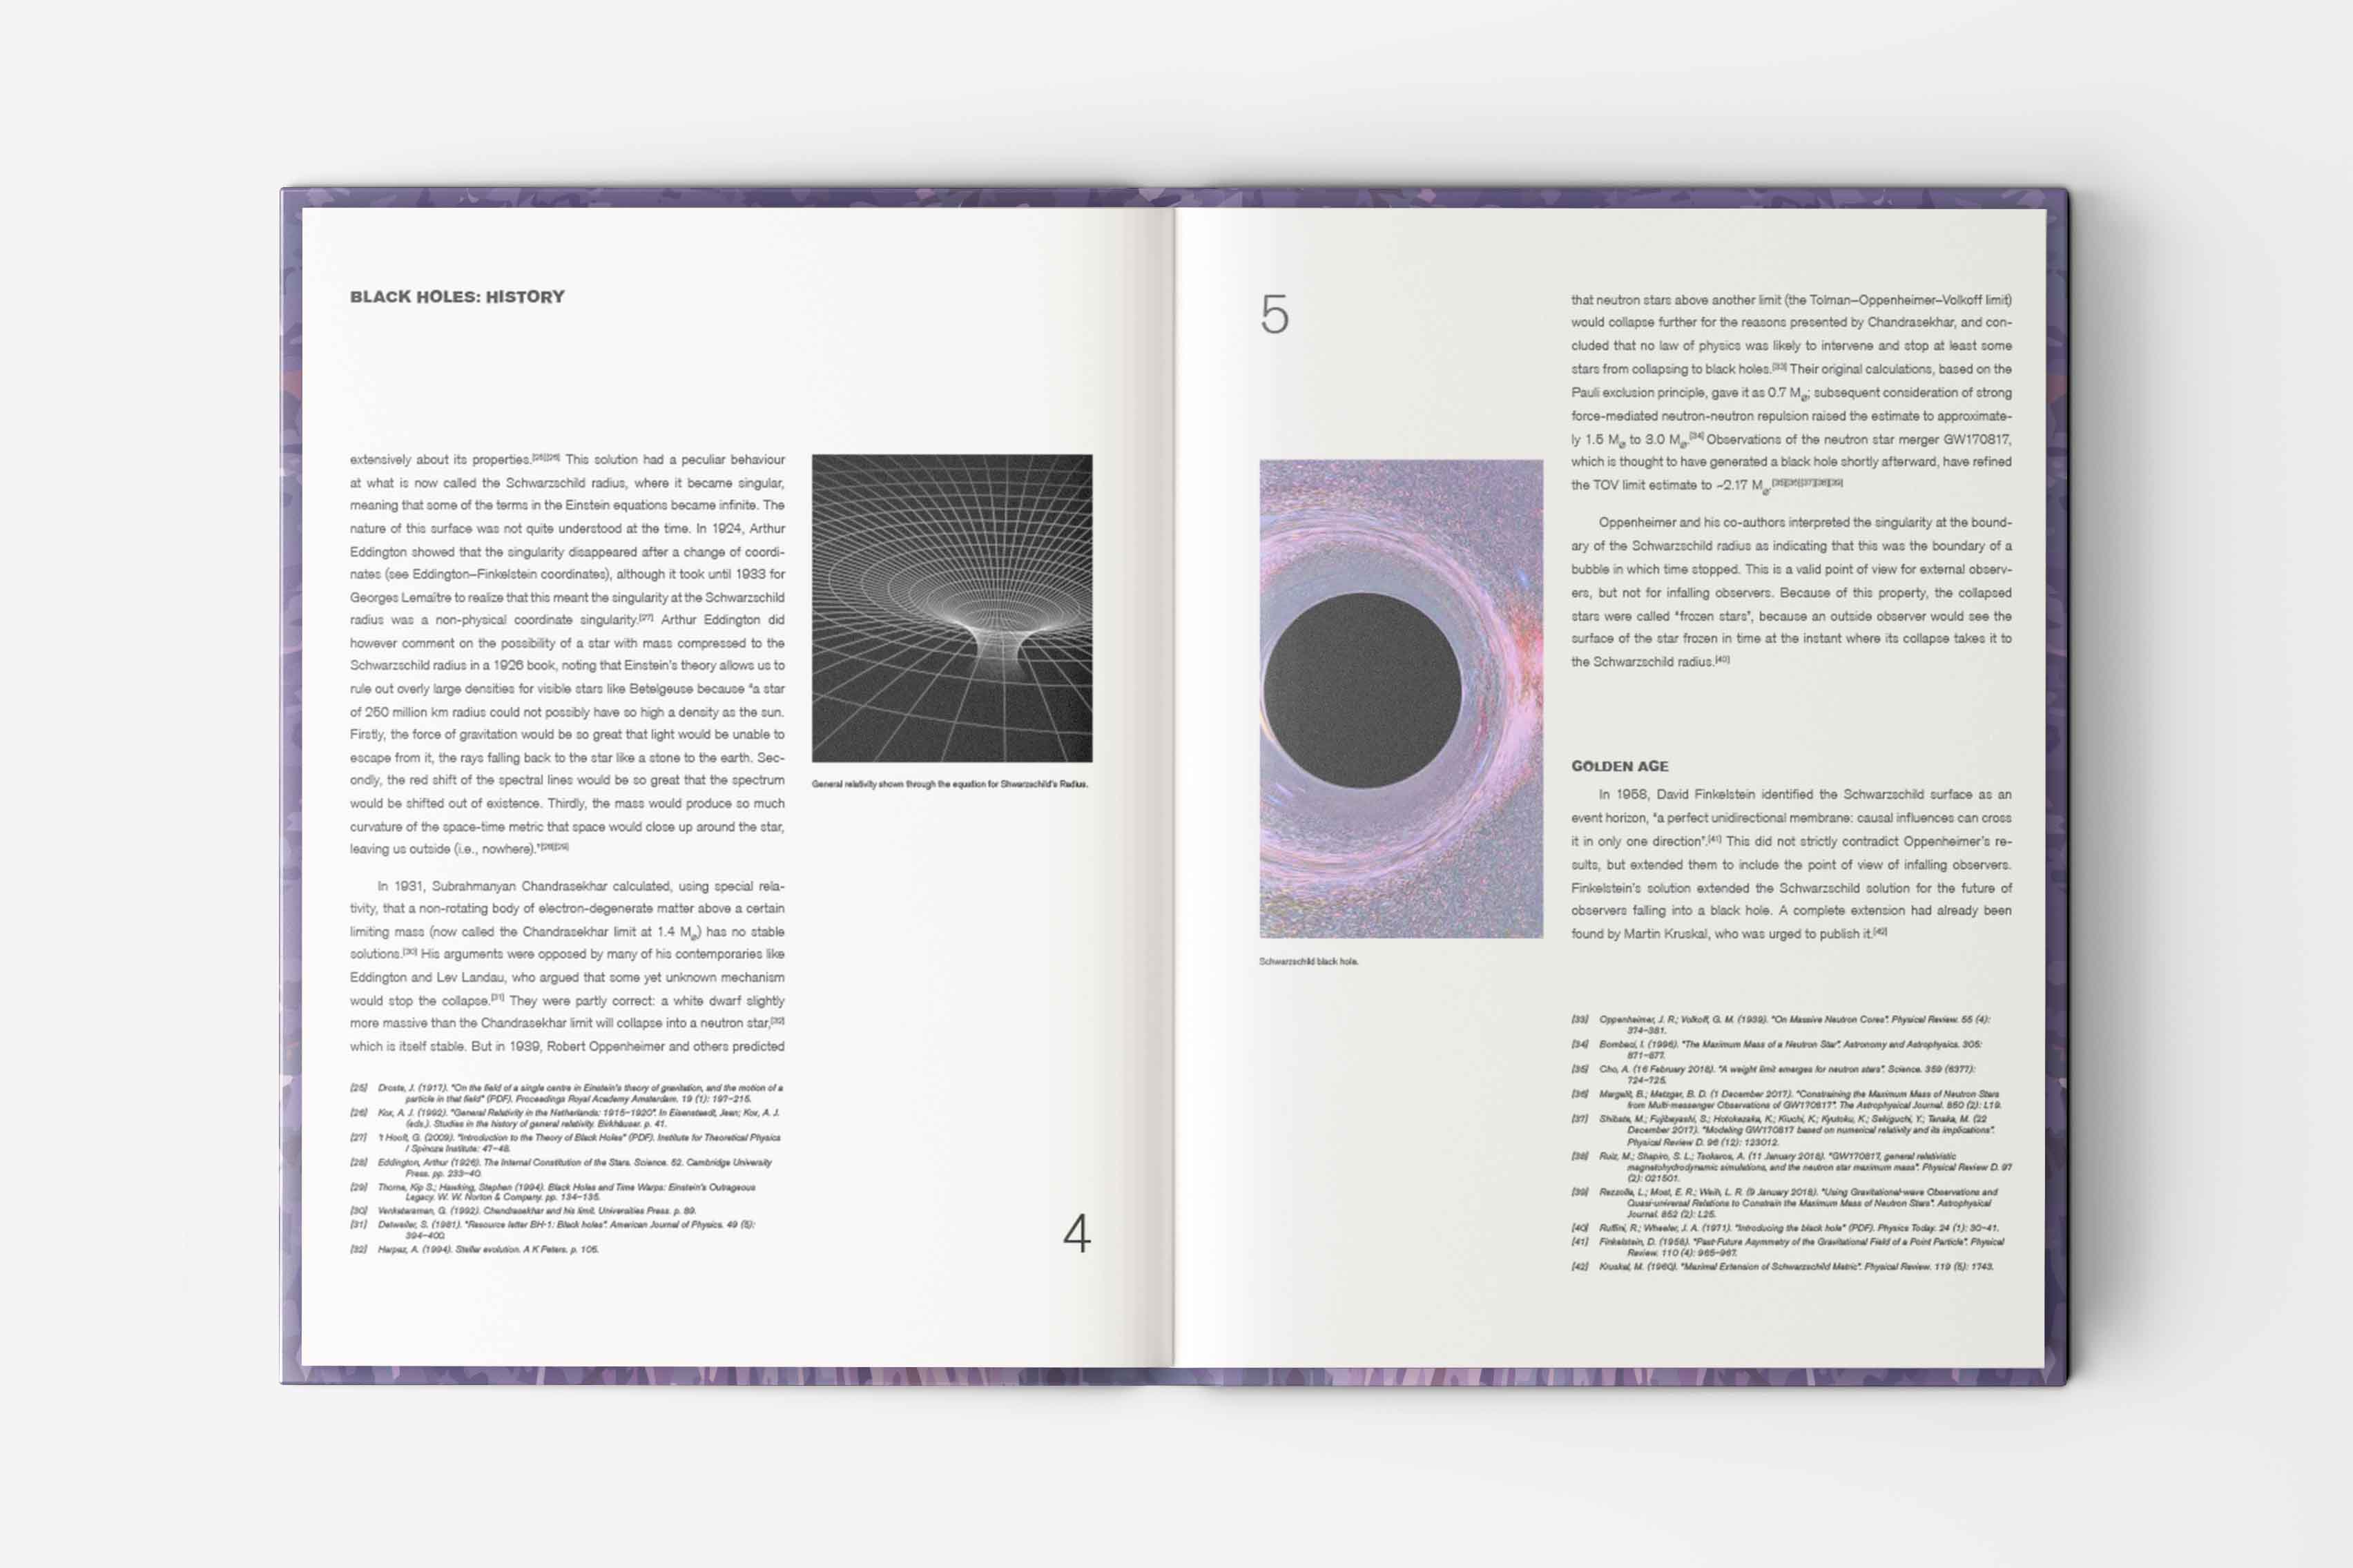 BLACK HOLES: HISTORY
extensively about its properties.[25][26] This solution had a peculiar behaviour
at what is now called the Schwarzschild radius, where it became singular,
meaning that some of the terms in the Einstein equations became infinite. The
nature of this surface was not quite understood at the time. In 1924, Arthur
Eddington showed that the singularity disappeared after a change of coordi-
nates (see Eddington–Finkelstein coordinates), although it took until 1933 for
Georges Lemaître to realize that this meant the singularity at the Schwarzschild
radius was a non-physical coordinate singularity.[27] Arthur Eddington did
however comment on the possibility of a star with mass compressed to the
Schwarzschild radius in a 1926 book, noting that Einstein's theory allows us to
rule out overly large densities for visible stars like Betelgeuse because "a star
of 250 million km radius could not possibly have so high a density as the sun.
Firstly, the force of gravitation would be so great that light would be unable to
escape from it, the rays falling back to the star like a stone to the earth. Sec-
ondly, the red shift of the spectral lines would be so great that the spectrum
would be shifted out of existence. Thirdly, the mass would produce so much
curvature of the space-time metric that space would close up around the star,
leaving us outside (i.e., nowhere)."[28][29]
In 1931, Subrahmanyan Chandrasekhar calculated, using special rela-
tivity, that a non-rotating body of electron-degenerate matter above a certain
limiting mass (now called the Chandrasekhar limit at 1.4 Mø) has no stable
solutions.[30] His arguments were opposed by many of his contemporaries like
Eddington and Lev Landau, who argued that some yet unknown mechanism
would stop the collapse.[31] They were partly correct: a white dwarf slightly
more massive than the Chandrasekhar limit will collapse into a neutron star,[32]
which is itself stable. But in 1939, Robert Oppenheimer and others predicted
[25] Droste, J. (1917). "On the field of a single centre in Einstein's theory of gravitation, and the motion of a
particle in that field" (PDF). Proceedings Royal Academy Amsterdam. 19 (1): 197–215.
[26] Kox, A. J. (1992). "General Relativity in the Netherlands: 1915–1920". In Eisenstaedt, Jean; Kox, A. J.
(eds.). Studies in the history of general relativity. Birkhäuser. p. 41.
[27] 't Hooft, G. (2009). "Introduction to the Theory of Black Holes" (PDF). Institute for Theoretical Physics
/ Spinoza Institute: 47–48.
[28] Eddington, Arthur (1926). The Internal Constitution of the Stars. Science. 52. Cambridge University
Press. pp. 233–40.
[29] Thorne, Kip S.; Hawking, Stephen (1994). Black Holes and Time Warps: Einstein's Outrageous
Legacy. W. W. Norton & Company. pp. 134–135.
[30] Venkataraman, G. (1992). Chandrasekhar and his limit. Universities Press. p. 89.
[31] Detweiler, S. (1981). "Resource letter BH-1: Black holes". American Journal of Physics. 49 (5):
394–400.
[32] Harpaz, A. (1994). Stellar evolution. A K Peters. p. 105.
General relativity shown through the equation for Shwarzschild's Radius.
4
5
Schwarzschild black hole.
that neutron stars above another limit (the Tolman–Oppenheimer–Volkoff limit)
would collapse further for the reasons presented by Chandrasekhar, and con-
cluded that no law of physics was likely to intervene and stop at least some
stars from collapsing to black holes.[33] Their original calculations, based on the
Pauli exclusion principle, gave it as 0.7 Mø; subsequent consideration of strong
force-mediated neutron-neutron repulsion raised the estimate to approximate-
ly 1.5 Mø to 3.0 Mø.[34] Observations of the neutron star merger GW170817,
which is thought to have generated a black hole shortly afterward, have refined
the TOV limit estimate to ~2.17 Mø.[35][36][37][38][39]
Oppenheimer and his co-authors interpreted the singularity at the bound-
ary of the Schwarzschild radius as indicating that this was the boundary of a
bubble in which time stopped. This is a valid point of view for external observ-
ers, but not for infalling observers. Because of this property, the collapsed
stars were called "frozen stars", because an outside observer would see the
surface of the star frozen in time at the instant where its collapse takes it to
the Schwarzschild radius.[40]
GOLDEN AGE
In 1958, David Finkelstein identified the Schwarzschild surface as an
event horizon, "a perfect unidirectional membrane: causal influences can cross
it in only one direction".[41] This did not strictly contradict Oppenheimer's re-
sults, but extended them to include the point of view of infalling observers.
Finkelstein's solution extended the Schwarzschild solution for the future of
observers falling into a black hole. A complete extension had already been
found by Martin Kruskal, who was urged to publish it.[42]
[33] Oppenheimer, J. R.; Volkoff, G. M. (1939). "On Massive Neutron Cores". Physical Review. 55 (4):
374–381.
[34] Bombaci, I. (1996). "The Maximum Mass of a Neutron Star". Astronomy and Astrophysics. 305:
871–877.
[35] Cho, A. (16 February 2018). "A weight limit emerges for neutron stars". Science. 359 (6377):
724–725.
[36] Margalit, B.; Metzger, B. D. (1 December 2017). "Constraining the Maximum Mass of Neutron Stars
from Multi-messenger Observations of GW170817". The Astrophysical Journal. 850 (2): L19.
[37] Shibata, M.; Fujibayashi, S.; Hotokezaka, K.; Kiuchi, K.; Kyutoku, K.; Sekiguchi, Y.; Tanaka, M. (22
December 2017). "Modeling GW170817 based on numerical relativity and its implications".
Physical Review D. 96 (12): 123012.
[38] Ruiz, M.; Shapiro, S. L.; Tsokaros, A. (11 January 2018). "GW170817, general relativistic
magnetohydrodynamic simulations, and the neutron star maximum mass". Physical Review D. 97
(2): 021501.
[39] Rezzolla, L.; Most, E. R.; Weih, L. R. (9 January 2018). "Using Gravitational-wave Observations and
Quasi-universal Relations to Constrain the Maximum Mass of Neutron Stars". Astrophysical
Journal. 852 (2): L25.
[40] Ruffini, R.; Wheeler, J. A. (1971). "Introducing the black hole" (PDF). Physics Today. 24 (1): 30–41.
[41] Finkelstein, D. (1958). "Past-Future Asymmetry of the Gravitational Field of a Point Particle". Physical
Review. 110 (4): 965–967.
[42] Kruskal, M. (1960). "Maximal Extension of Schwarzschild Metric". Physical Review. 119 (5): 1743.